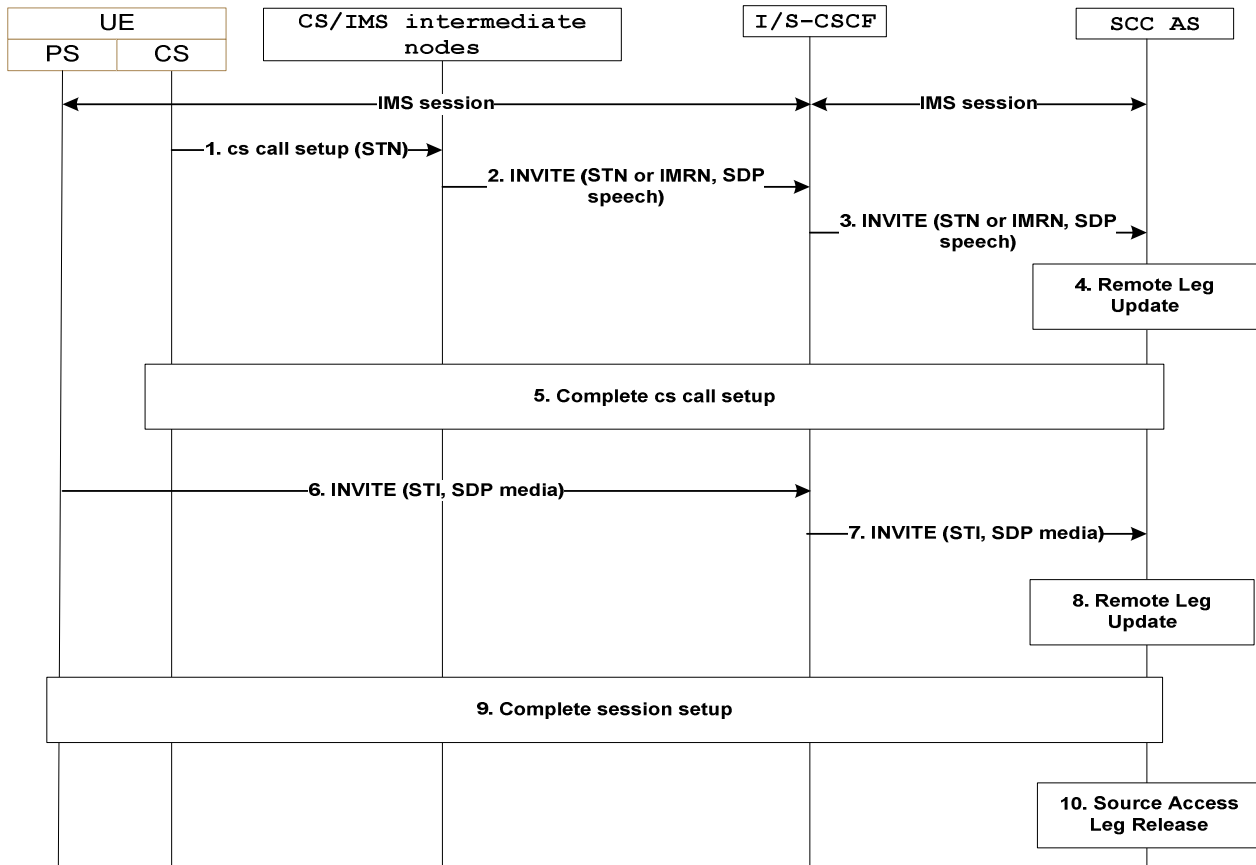 UE
PS
CS
CS/IMS intermediate
nodes
I/S-CSCF
SCC AS
IMS session
IMS session
1. cs call setup (STN)
2. INVITE (STN or IMRN, SDP
speech)
3. INVITE (STN or IMRN, SDP
speech)
4. Remote Leg
Update
5. Complete cs call setup
6. INVITE (STI, SDP media)
7. INVITE (STI, SDP media)
8. Remote Leg
Update
9. Complete session setup
10. Source Access
Leg Release